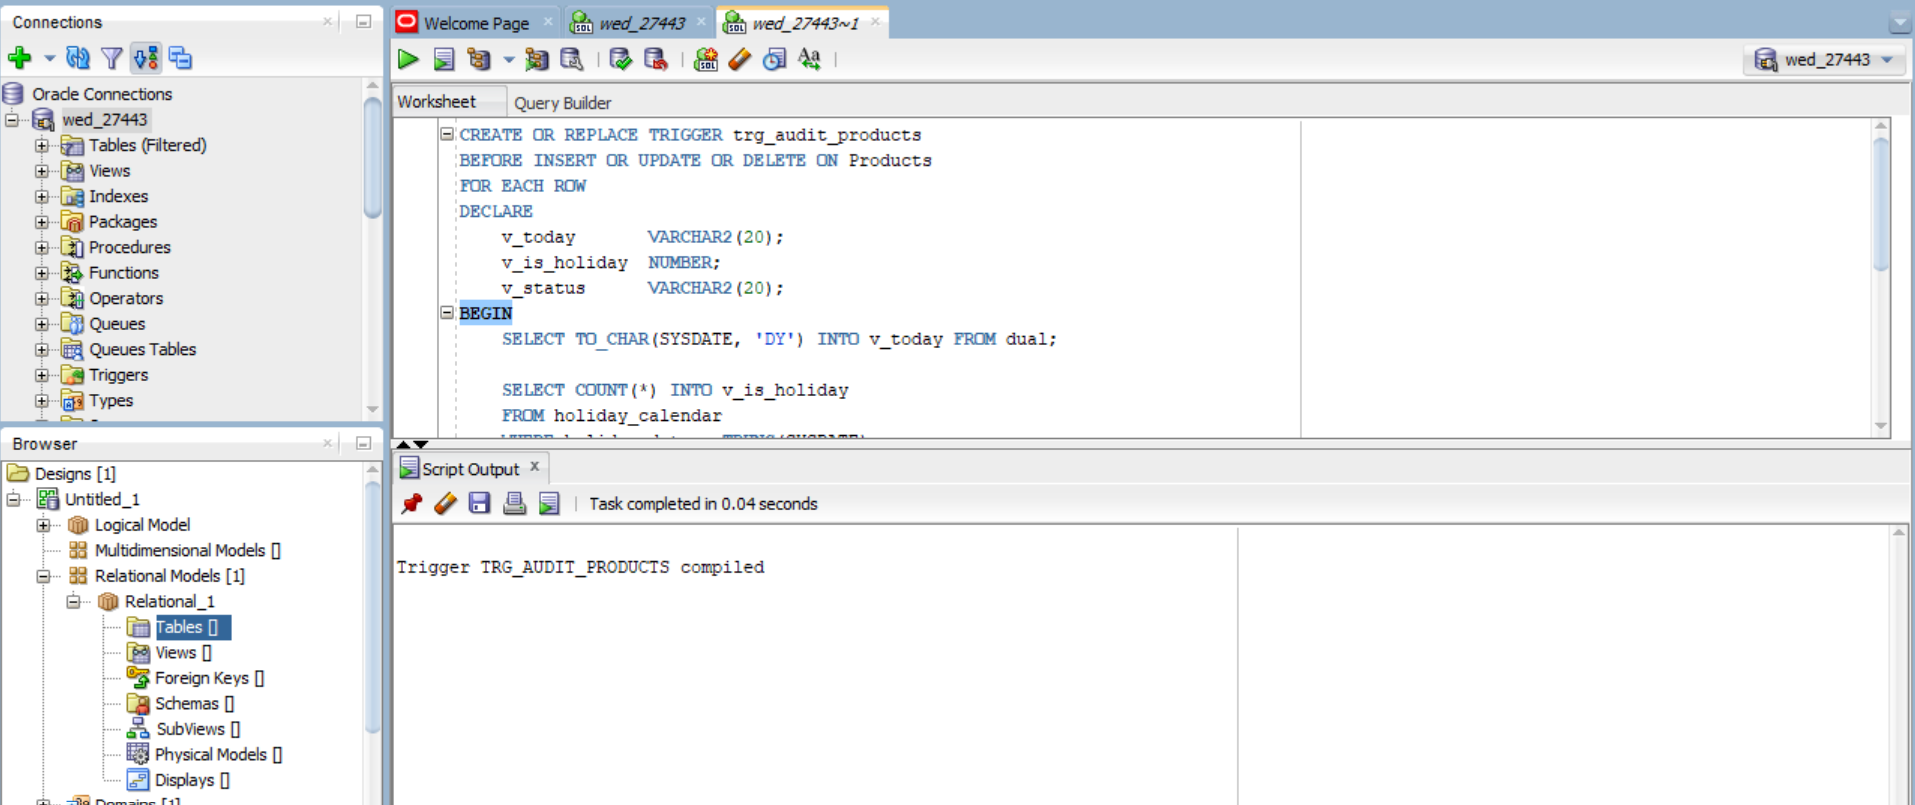 Connections
Oracle Connections
wed_27443
Tables (Filtered)
Views
Indexes
Packages
Procedures
Functions
Operators
Queues
Queues Tables
Triggers
Types
Browser
Designs [1]
Untitled_1
Logical Model
Multidimensional Models []
Relational Models [1]
Relational_1
Tables []
Views []
Foreign Keys []
Schemas []
SubViews []
Physical Models []
Displays []
Domains [1]
Welcome Page
wed_27443
wed_27443~1
wed_27443
Worksheet
Query Builder
CREATE OR REPLACE TRIGGER trg_audit_products
BEFORE INSERT OR UPDATE OR DELETE ON Products
FOR EACH ROW
DECLARE
v_today VARCHAR2(20);
v_is_holiday NUMBER;
v_status VARCHAR2(20);
BEGIN
SELECT TO_CHAR(SYSDATE, 'DY') INTO v_today FROM dual;
SELECT COUNT(*) INTO v_is_holiday
FROM holiday_calendar
Script Output
Task completed in 0.04 seconds
Trigger TRG_AUDIT_PRODUCTS compiled